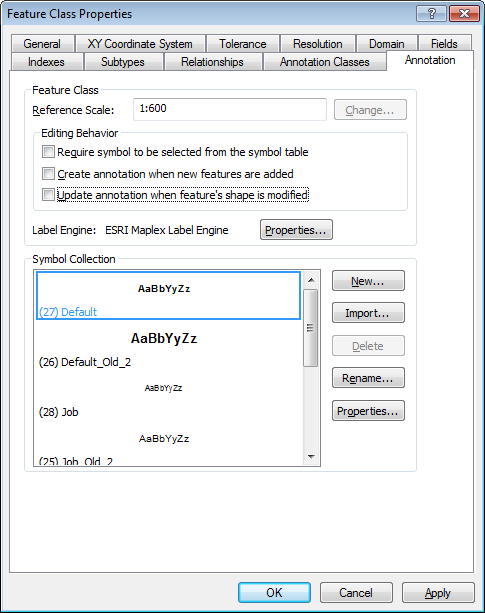 Feature Class Properties
General XY Coordinate System Tolerance Resolution Domain Fields
Indexes Subtypes Relationships Annotation Classes Annotation
Feature Class
Reference Scale: 1:600 Change...
Editing Behavior
Require symbol to be selected from the symbol table
Create annotation when new features are added
Update annotation when feature's shape is modified
Label Engine: ESRI Maplex Label Engine Properties...
Symbol Collection
AaBbYyZz
(27) Default
AaBbYyZz
(26) Default_Old_2
AaBbYyZz
(28) Job
AaBbYyZz
(25) Job_Old_2
New...
Import...
Delete
Rename...
Properties...
OK Cancel Apply